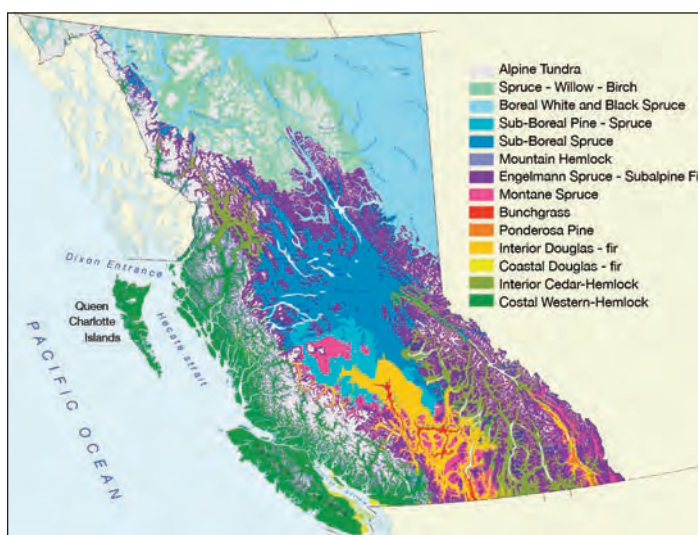 Alpine Tundra
Spruce - Willow - Birch
Boreal White and Black Spruce
Sub-Boreal Pine - Spruce
Sub-Boreal Spruce
Mountain Hemlock
Engelmann Spruce - Subalpine Fi
Montane Spruce
Bunchgrass
Ponderosa Pine
Interior Douglas - fir
Coastal Douglas - fir
Interior Cedar-Hemlock
Costal Western-Hemlock
Dixon Entrance
Queen
Charlotte
Islands
Hecate strait
PACIFIC OCEAN